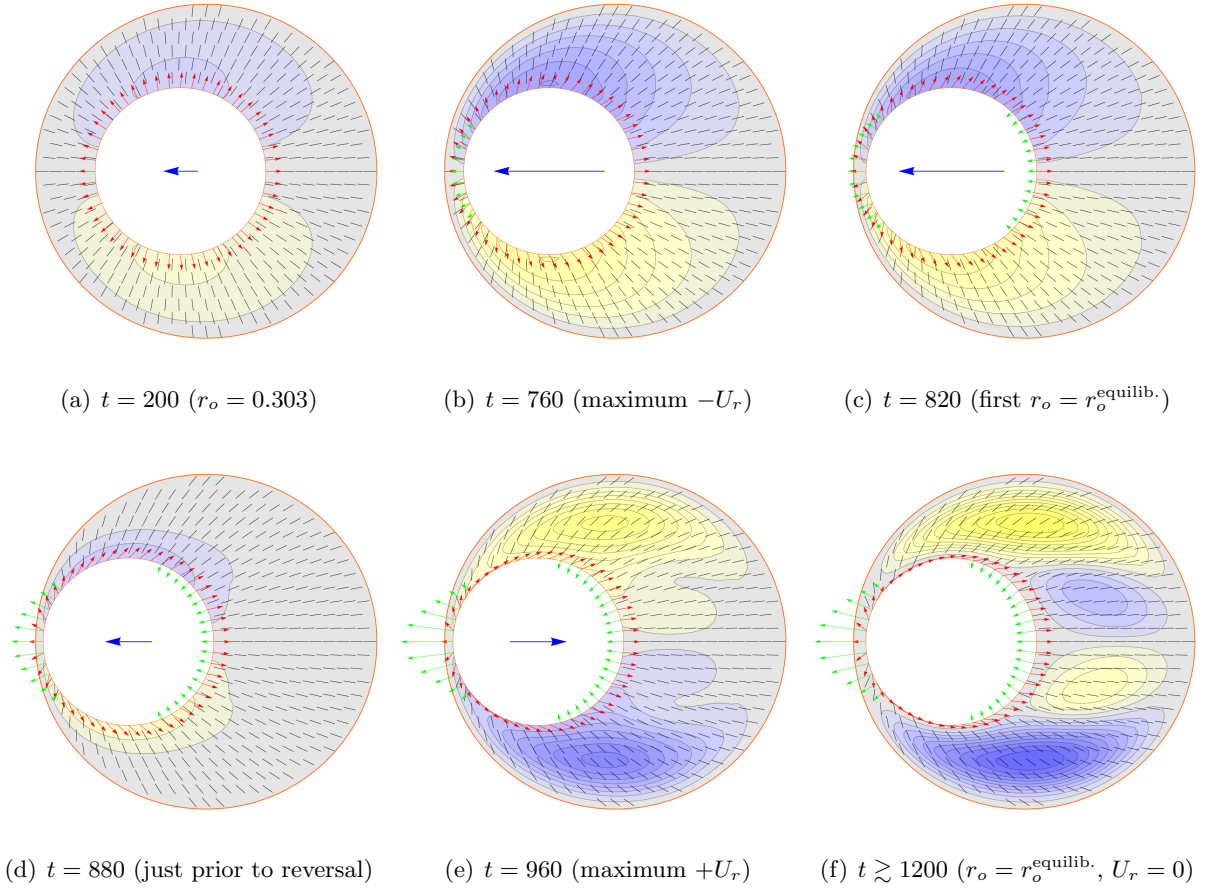 (a) t = 200 (r_o = 0.303)
(b) t = 760 (maximum −U_r)
(c) t = 820 (first r_o = r_o^equilib.)
(d) t = 880 (just prior to reversal)
(e) t = 960 (maximum +U_r)
(f) t ≳ 1200 (r_o = r_o^equilib., U_r = 0)